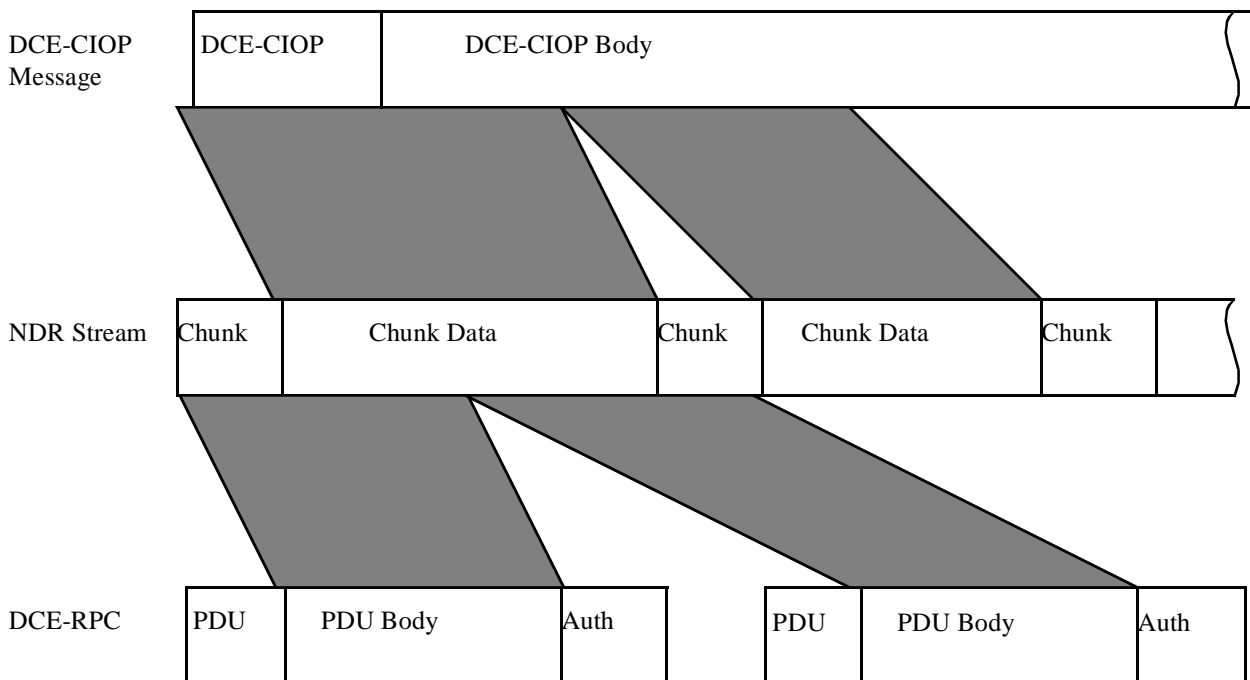 DCE-CIOP
Message
DCE-CIOP
DCE-CIOP Body
NDR Stream
Chunk
Chunk Data
Chunk
Chunk Data
Chunk
DCE-RPC
PDU
PDU Body
Auth
PDU
PDU Body
Auth